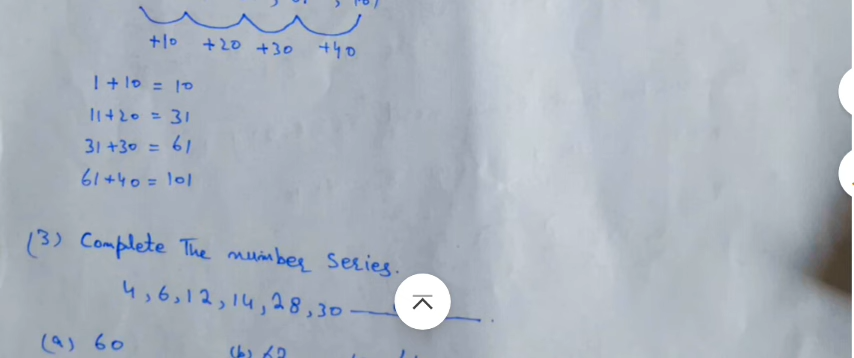 +10 +20 +30 +40
1 + 10 = 10
11 + 20 = 31
31 + 30 = 61
61 + 40 = 101
(3) Complete The number series.
4, 6, 12, 14, 28, 30 ———.
(a) 60 (b) 62